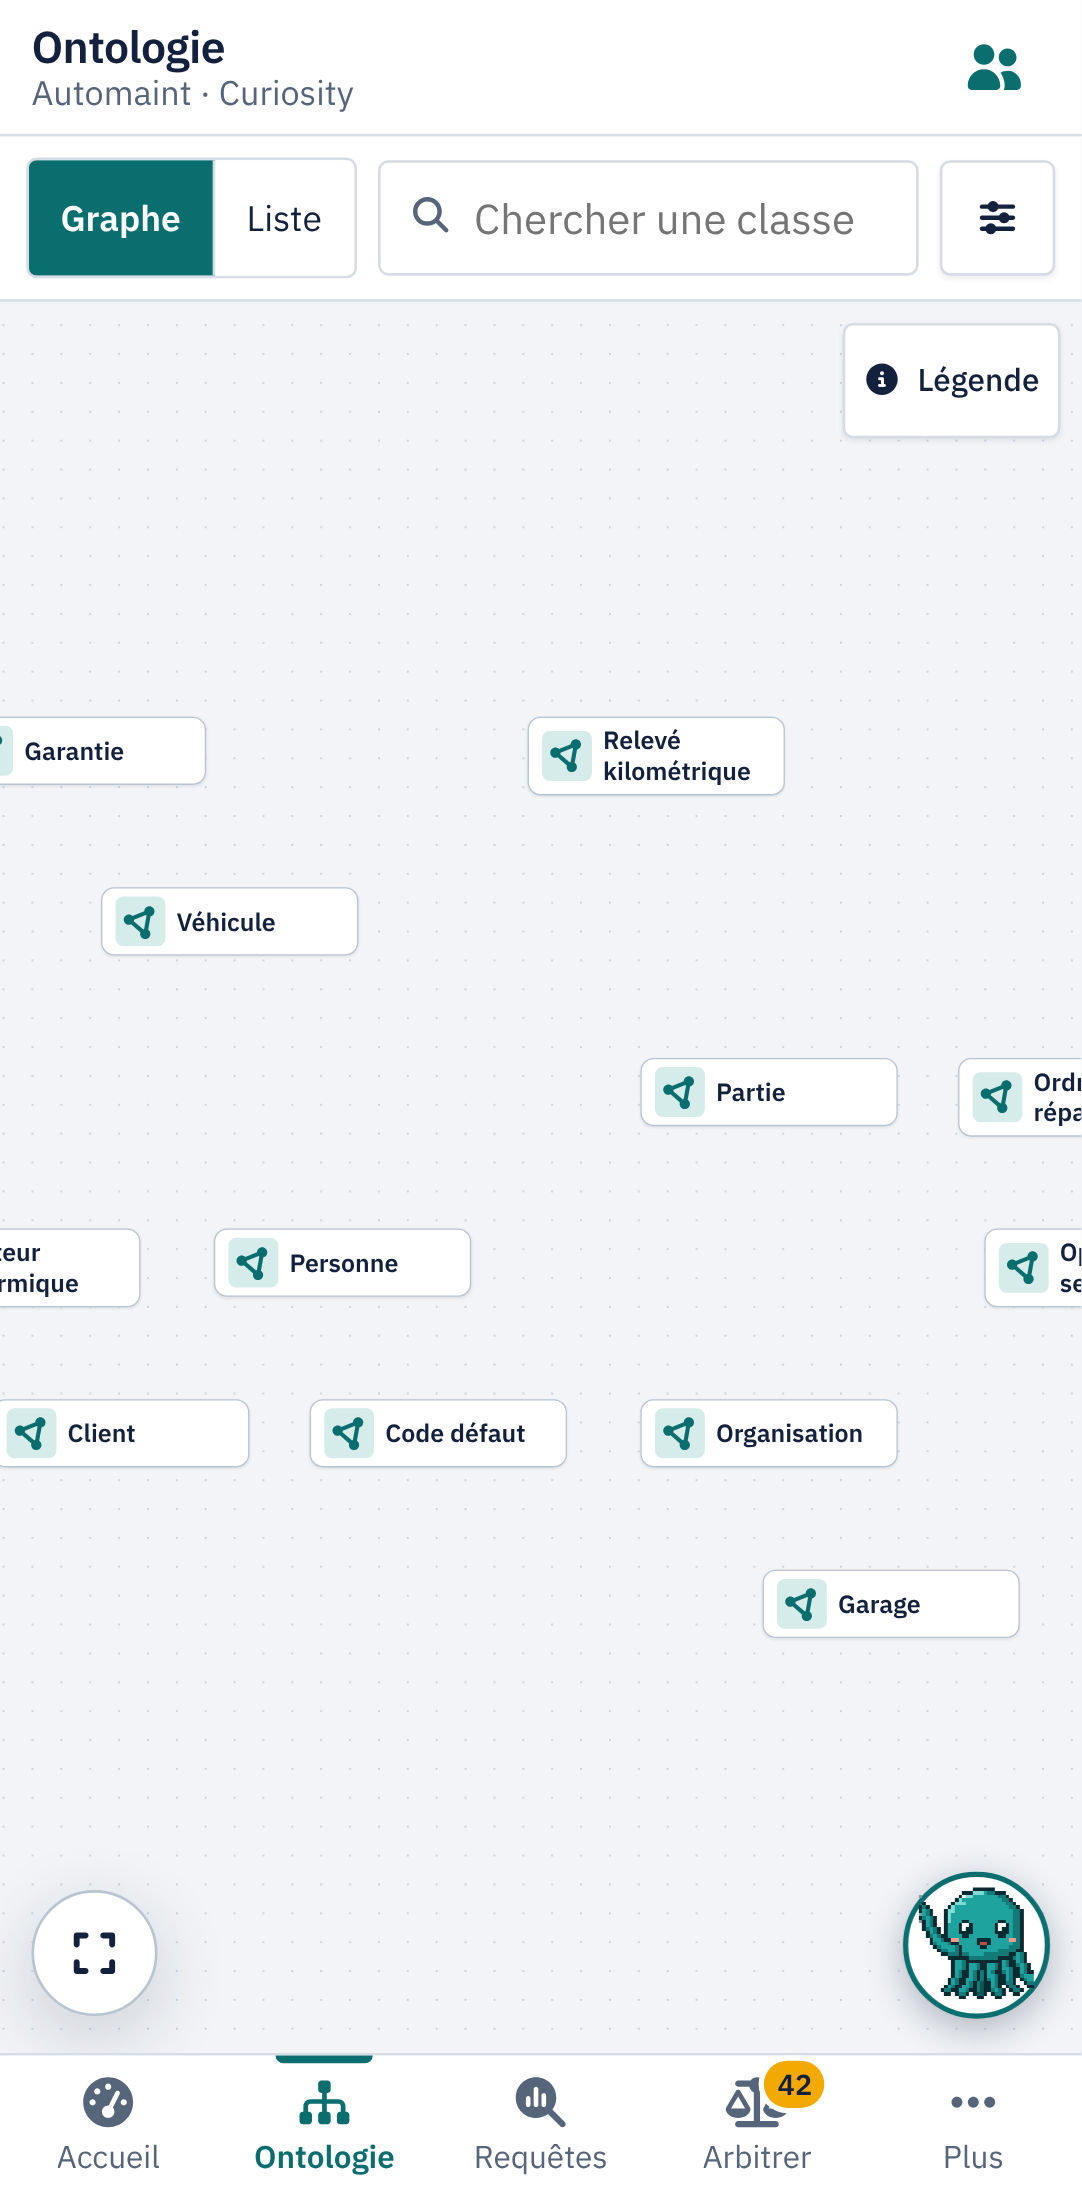 Ontologie
Automaint · Curiosity
Graphe
Liste
Chercher une classe
Légende
Garantie
Relevé
kilométrique
Véhicule
Partie
Personne
Client
Code défaut
Organisation
Garage
42
Accueil
Ontologie
Requêtes
Arbitrer
Plus